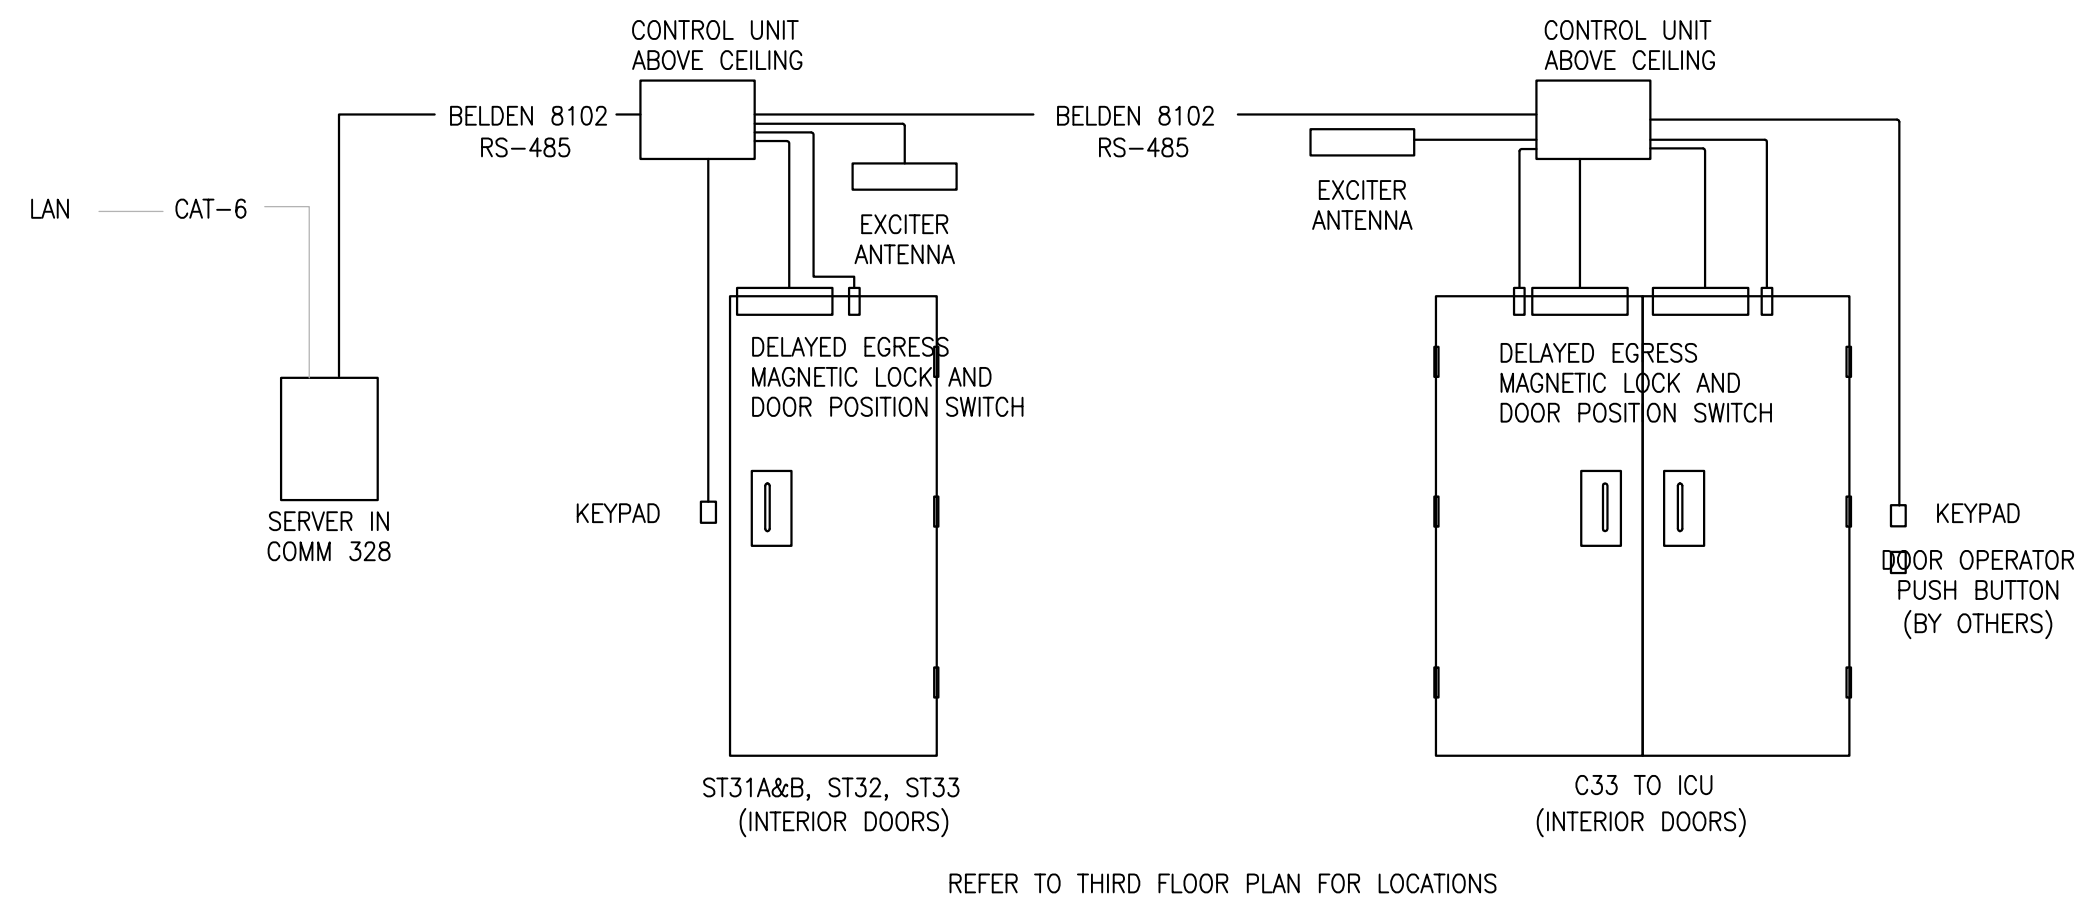 CONTROL UNIT
ABOVE CEILING
CONTROL UNIT
ABOVE CEILING
BELDEN 8102
RS-485
BELDEN 8102
RS-485
LAN
CAT-6
EXCITER
ANTENNA
EXCITER
ANTENNA
DELAYED EGRESS
MAGNETIC LOCK AND
DOOR POSITION SWITCH
DELAYED EGRESS
MAGNETIC LOCK AND
DOOR POSITION SWITCH
SERVER IN
COMM 328
KEYPAD
KEYPAD
DOOR OPERATOR
PUSH BUTTON
(BY OTHERS)
ST31A&B, ST32, ST33
(INTERIOR DOORS)
C33 TO ICU
(INTERIOR DOORS)
REFER TO THIRD FLOOR PLAN FOR LOCATIONS